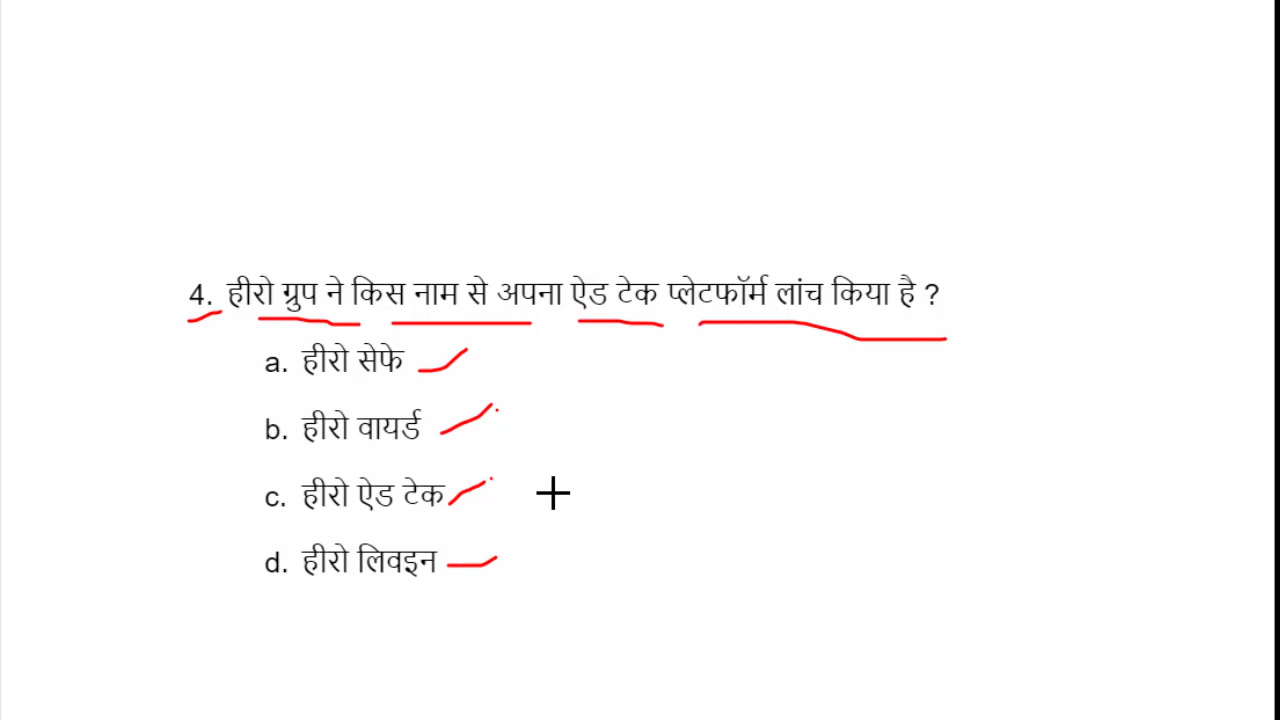 4. हीरो ग्रुप ने किस नाम से अपना ऐड टेक प्लेटफॉर्म लांच किया है ?
a. हीरो सेफे
b. हीरो वायर्ड
c. हीरो ऐड टेक
d. हीरो लिवइन